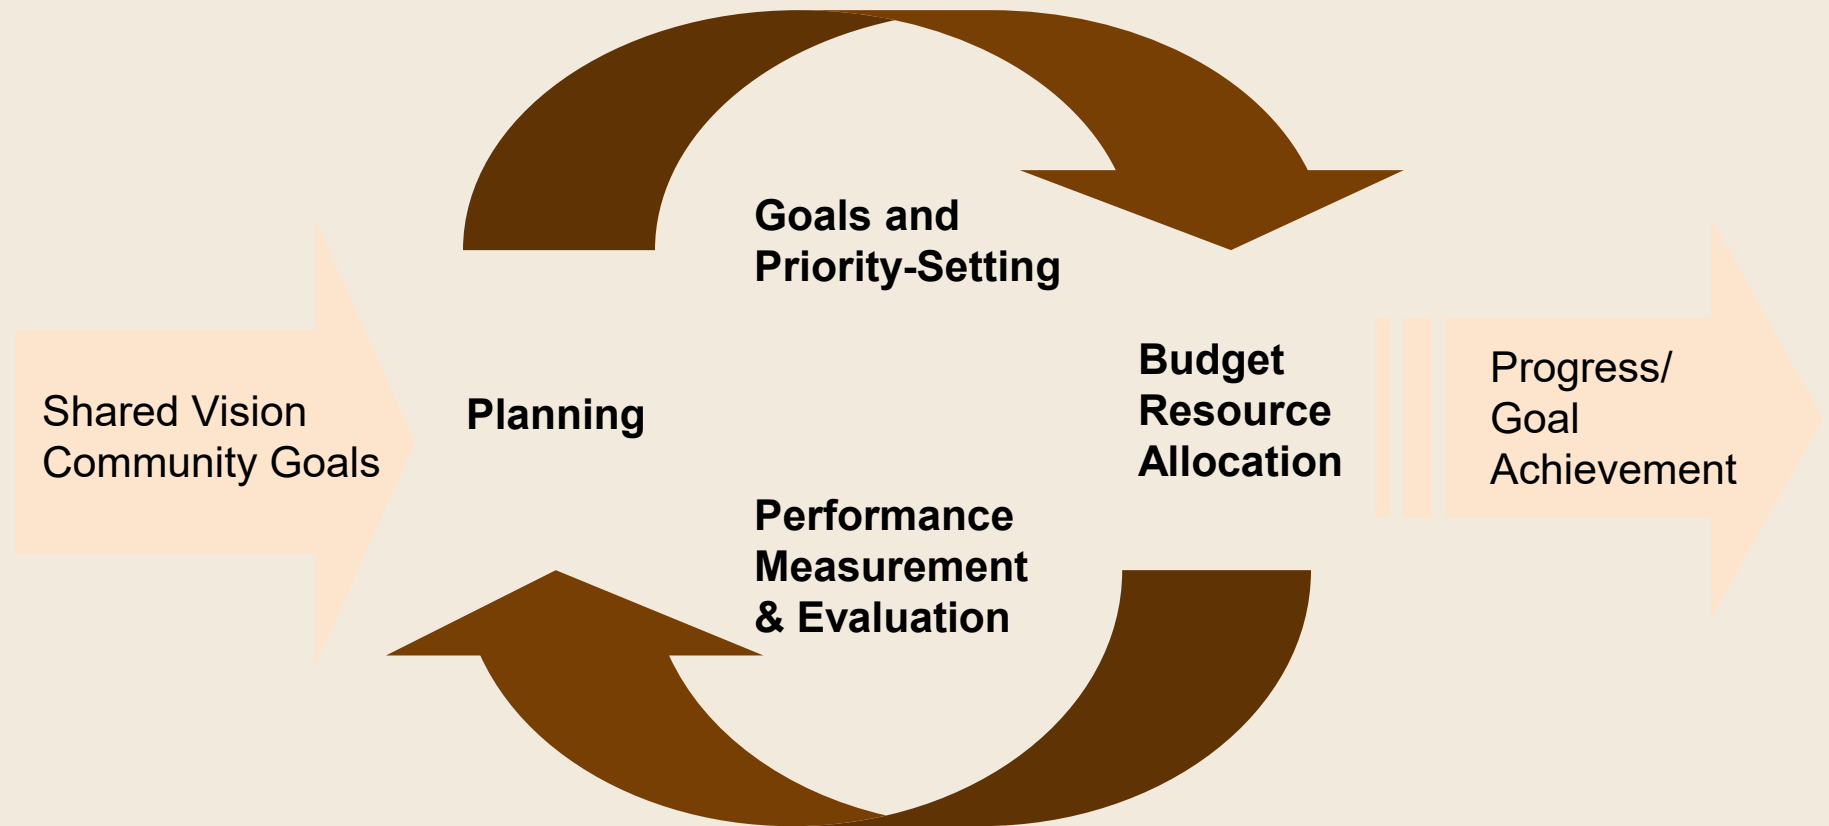 Shared Vision
Community Goals
Planning
Goals and
Priority-Setting
Performance
Measurement
& Evaluation
Budget
Resource
Allocation
Progress/
Goal
Achievement